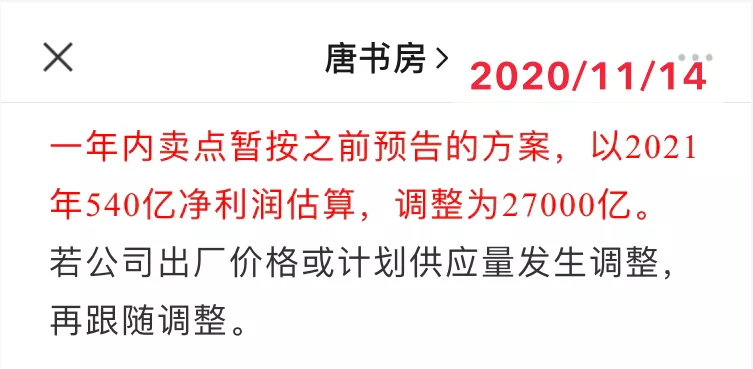 唐书房
2020/11/14
一年内卖点暂按之前预告的方案，以2021
年540亿净利润估算，调整为27000亿。
若公司出厂价格或计划供应量发生调整，
再跟随调整。